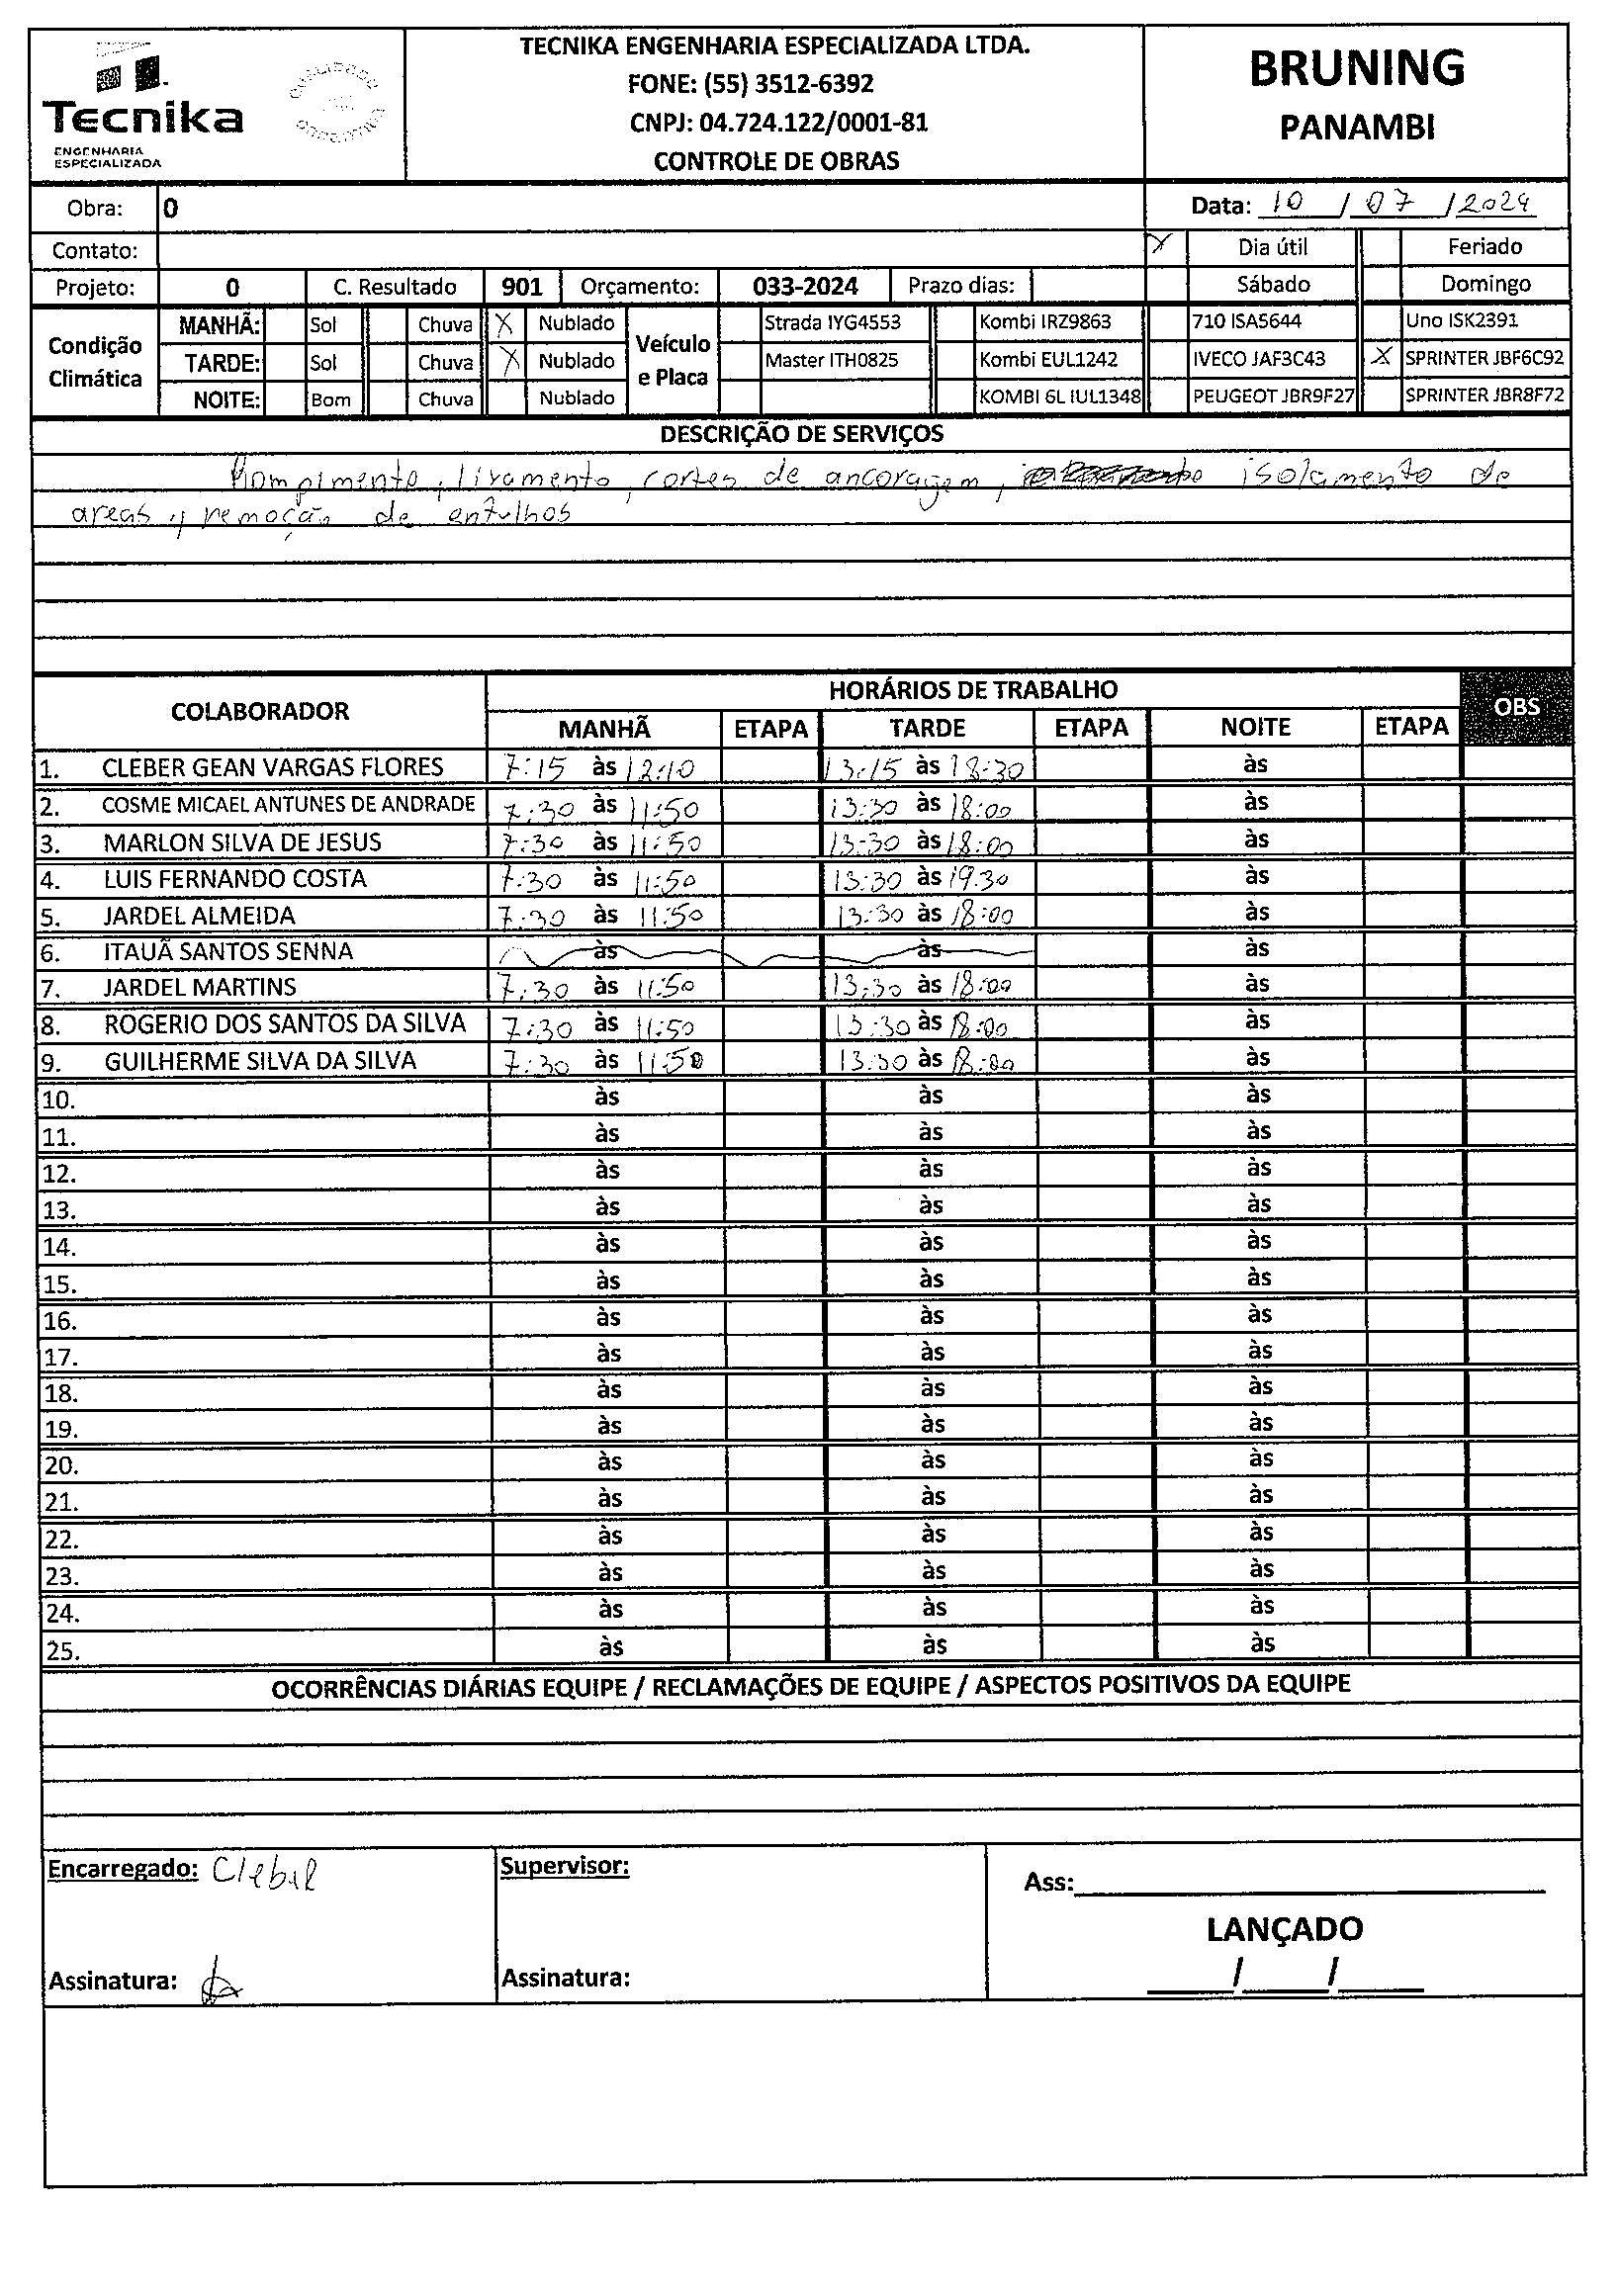 Tecnika
ENGENHARIA
ESPECIALIZADA
TECNIKA ENGENHARIA ESPECIALIZADA LTDA.
FONE: (55) 3512-6392
CNPJ: 04.724.122/0001-81
CONTROLE DE OBRAS
BRUNING
PANAMBI
Obra: 0
Data: 10 / 07 / 2024
Contato:
X Dia útil Feriado
Projeto: 0 C. Resultado 901 Orçamento: 033-2024 Prazo dias: Sábado Domingo
Condição Climática
MANHÃ: Sol Chuva X Nublado
TARDE: Sol Chuva X Nublado
NOITE: Bom Chuva Nublado
Veículo e Placa
Strada IYG4553 Kombi IRZ9863 710 ISA5644 Uno ISK2391
Master ITH0825 Kombi EUL1242 IVECO JAF3C43 X SPRINTER JBF6C92
KOMBI 6L IUL1348 PEUGEOT JBR9F27 SPRINTER JBR8F72
DESCRIÇÃO DE SERVIÇOS
Rompimento, livamento, cortes de ancoragem, isolamento de
areas, remoção de entulhos
COLABORADOR HORÁRIOS DE TRABALHO OBS
MANHÃ ETAPA TARDE ETAPA NOITE ETAPA
1. CLEBER GEAN VARGAS FLORES 7:15 às 12:10 13:15 às 18:30 às
2. COSME MICAEL ANTUNES DE ANDRADE 7:30 às 11:50 13:30 às 18:00 às
3. MARLON SILVA DE JESUS 7:30 às 11:50 13:30 às 18:00 às
4. LUIS FERNANDO COSTA 7:30 às 11:50 13:30 às 19:30 às
5. JARDEL ALMEIDA 7:30 às 11:50 13:30 às 18:00 às
6. ITAUÃ SANTOS SENNA às às às
7. JARDEL MARTINS 7:30 às 11:50 13:30 às 18:00 às
8. ROGERIO DOS SANTOS DA SILVA 7:30 às 11:50 13:30 às 18:00 às
9. GUILHERME SILVA DA SILVA 7:30 às 11:50 13:30 às 18:00 às
10. às às às
11. às às às
12. às às às
13. às às às
14. às às às
15. às às às
16. às às às
17. às às às
18. às às às
19. às às às
20. às às às
21. às às às
22. às às às
23. às às às
24. às às às
25. às às às
OCORRÊNCIAS DIÁRIAS EQUIPE / RECLAMAÇÕES DE EQUIPE / ASPECTOS POSITIVOS DA EQUIPE
Encarregado: Cleber
Supervisor:
Ass:
LANÇADO
/ /
Assinatura:
Assinatura: